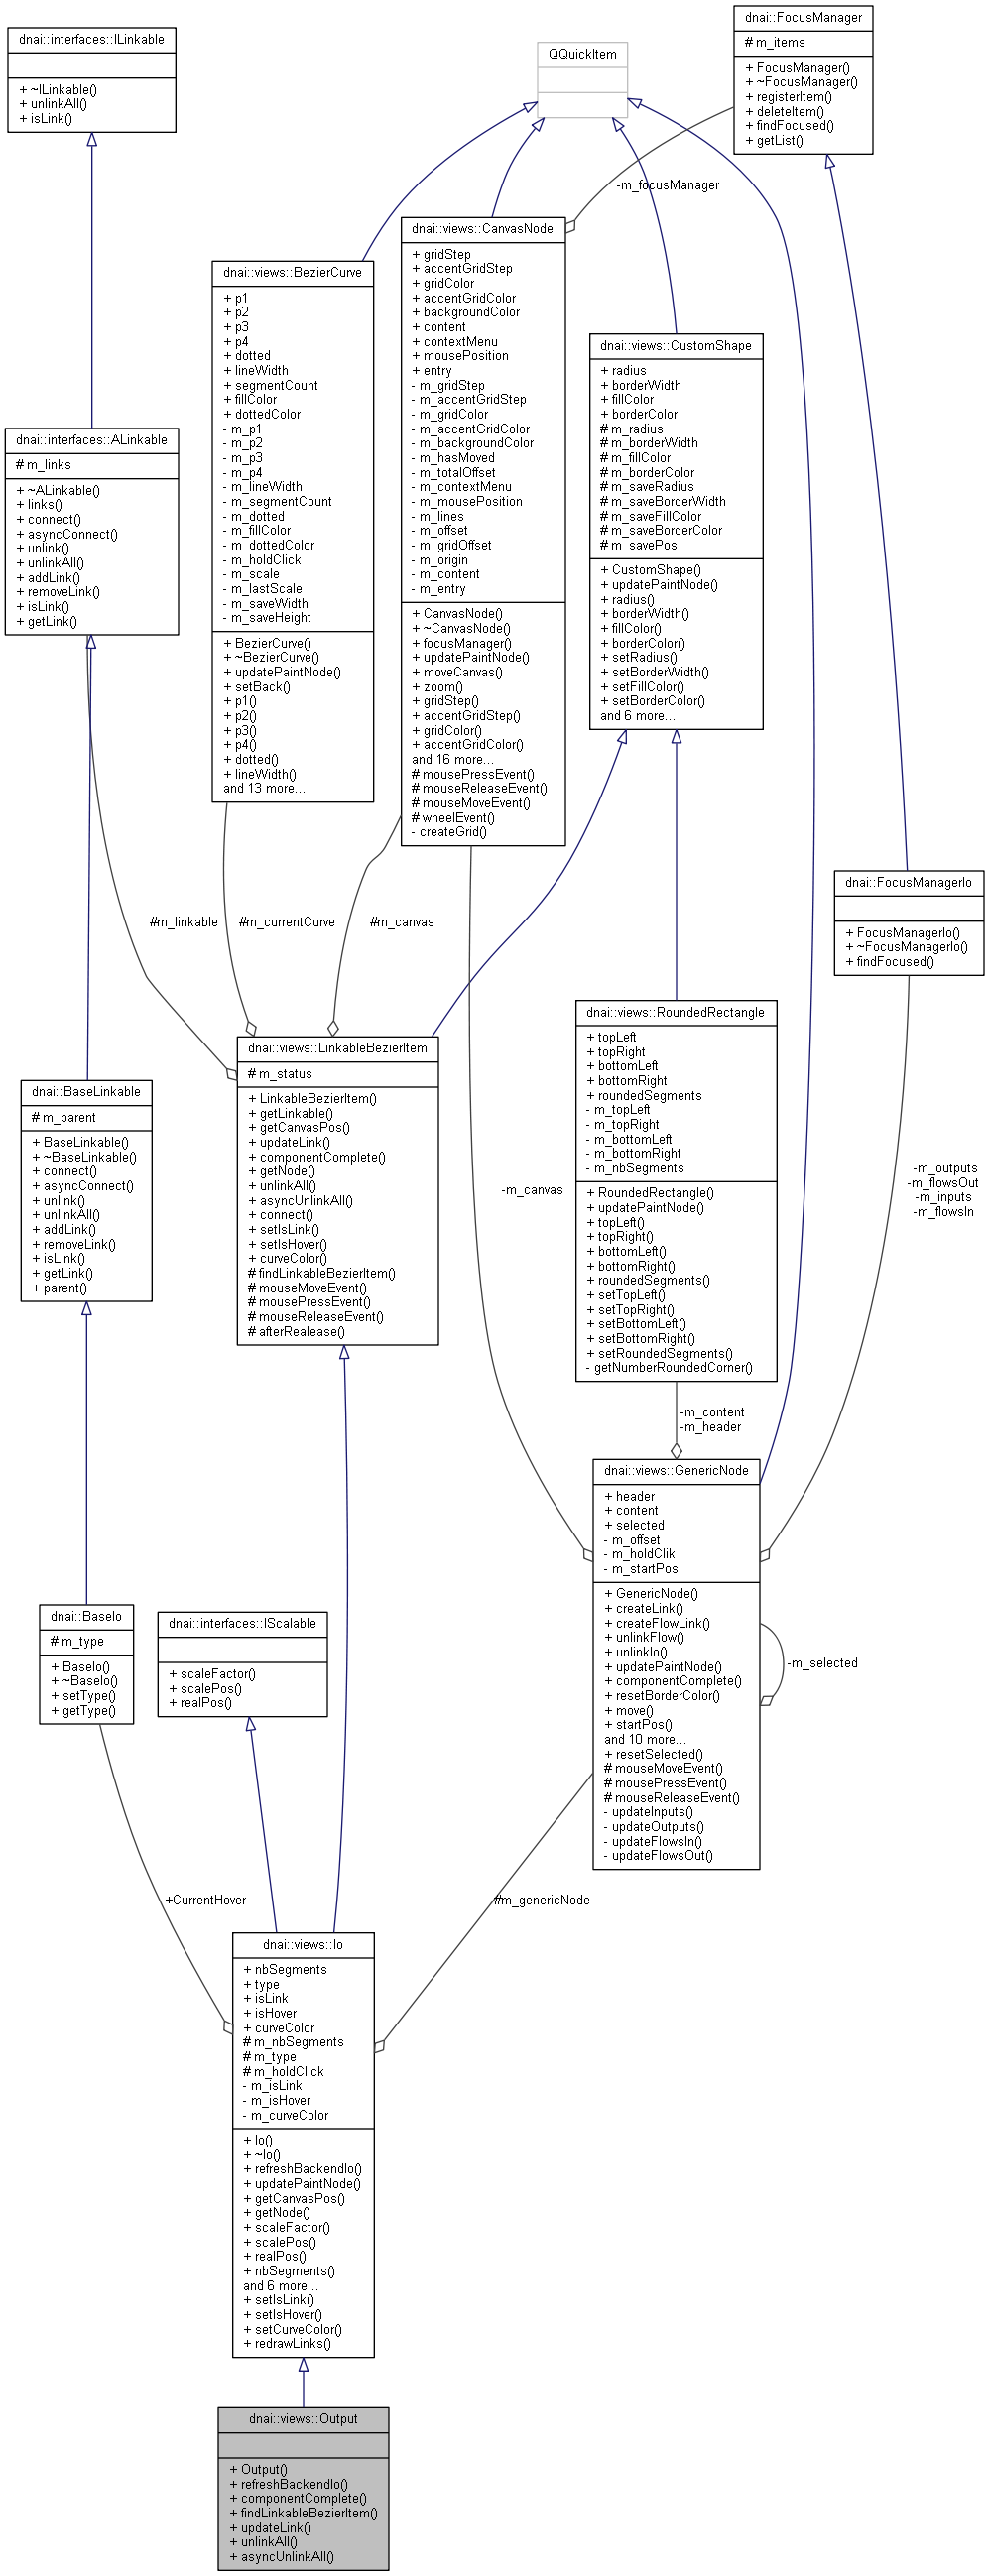 dnai::interfaces::ILinkable
+ ~ILinkable()
+ unlinkAll()
+ isLink()
QQuickItem
dnai::FocusManager
# m_items
+ FocusManager()
+ ~FocusManager()
+ registerItem()
+ deleteItem()
+ findFocused()
+ getList()
-m_focusManager
dnai::views::CanvasNode
+ gridStep
+ accentGridStep
+ gridColor
+ accentGridColor
+ backgroundColor
+ content
+ contextMenu
+ mousePosition
+ entry
- m_gridStep
- m_accentGridStep
- m_gridColor
- m_accentGridColor
- m_backgroundColor
- m_hasMoved
- m_totalOffset
- m_contextMenu
- m_mousePosition
- m_lines
- m_offset
- m_gridOffset
- m_origin
- m_content
- m_entry
+ CanvasNode()
+ ~CanvasNode()
+ focusManager()
+ updatePaintNode()
+ moveCanvas()
+ zoom()
+ gridStep()
+ accentGridStep()
+ gridColor()
+ accentGridColor()
and 16 more...
# mousePressEvent()
# mouseReleaseEvent()
# mouseMoveEvent()
# wheelEvent()
- createGrid()
dnai::views::BezierCurve
+ p1
+ p2
+ p3
+ p4
+ dotted
+ lineWidth
+ segmentCount
+ fillColor
+ dottedColor
- m_p1
- m_p2
- m_p3
- m_p4
- m_lineWidth
- m_segmentCount
- m_dotted
- m_fillColor
- m_dottedColor
- m_holdClick
- m_scale
- m_lastScale
- m_saveWidth
- m_saveHeight
+ BezierCurve()
+ ~BezierCurve()
+ updatePaintNode()
+ setBack()
+ p1()
+ p2()
+ p3()
+ p4()
+ dotted()
+ lineWidth()
and 13 more...
dnai::views::CustomShape
+ radius
+ borderWidth
+ fillColor
+ borderColor
# m_radius
# m_borderWidth
# m_fillColor
# m_borderColor
# m_saveRadius
# m_saveBorderWidth
# m_saveFillColor
# m_saveBorderColor
# m_savePos
+ CustomShape()
+ updatePaintNode()
+ radius()
+ borderWidth()
+ fillColor()
+ borderColor()
+ setRadius()
+ setBorderWidth()
+ setFillColor()
+ setBorderColor()
and 6 more...
dnai::interfaces::ALinkable
# m_links
+ ~ALinkable()
+ links()
+ connect()
+ asyncConnect()
+ unlink()
+ unlinkAll()
+ addLink()
+ removeLink()
+ isLink()
+ getLink()
dnai::FocusManagerIo
+ FocusManagerIo()
+ ~FocusManagerIo()
+ findFocused()
#m_linkable
#m_currentCurve
#m_canvas
dnai::views::RoundedRectangle
+ topLeft
+ topRight
+ bottomLeft
+ bottomRight
+ roundedSegments
- m_topLeft
- m_topRight
- m_bottomLeft
- m_bottomRight
- m_nbSegments
+ RoundedRectangle()
+ updatePaintNode()
+ topLeft()
+ topRight()
+ bottomLeft()
+ bottomRight()
+ roundedSegments()
+ setTopLeft()
+ setTopRight()
+ setBottomLeft()
+ setBottomRight()
+ setRoundedSegments()
- getNumberRoundedCorner()
dnai::views::LinkableBezierItem
# m_status
+ LinkableBezierItem()
+ getLinkable()
+ getCanvasPos()
+ updateLink()
+ componentComplete()
+ getNode()
+ unlinkAll()
+ asyncUnlinkAll()
+ connect()
+ setIsLink()
+ setIsHover()
+ curveColor()
# findLinkableBezierItem()
# mouseMoveEvent()
# mousePressEvent()
# mouseReleaseEvent()
# afterRealease()
dnai::BaseLinkable
# m_parent
+ BaseLinkable()
+ ~BaseLinkable()
+ connect()
+ asyncConnect()
+ unlink()
+ unlinkAll()
+ addLink()
+ removeLink()
+ isLink()
+ getLink()
+ parent()
-m_canvas
-m_outputs
-m_flowsOut
-m_inputs
-m_flowsIn
-m_content
-m_header
dnai::views::GenericNode
+ header
+ content
+ selected
- m_offset
- m_holdClik
- m_startPos
+ GenericNode()
+ createLink()
+ createFlowLink()
+ unlinkFlow()
+ unlinkIo()
+ updatePaintNode()
+ componentComplete()
+ resetBorderColor()
+ move()
+ startPos()
and 10 more...
+ resetSelected()
# mouseMoveEvent()
# mousePressEvent()
# mouseReleaseEvent()
- updateInputs()
- updateOutputs()
- updateFlowsIn()
- updateFlowsOut()
-m_selected
dnai::BaseIo
# m_type
+ BaseIo()
+ ~BaseIo()
+ setType()
+ getType()
dnai::interfaces::IScalable
+ scaleFactor()
+ scalePos()
+ realPos()
+CurrentHover
#m_genericNode
dnai::views::Io
+ nbSegments
+ type
+ isLink
+ isHover
+ curveColor
# m_nbSegments
# m_type
# m_holdClick
- m_isLink
- m_isHover
- m_curveColor
+ Io()
+ ~Io()
+ refreshBackendIo()
+ updatePaintNode()
+ getCanvasPos()
+ getNode()
+ scaleFactor()
+ scalePos()
+ realPos()
+ nbSegments()
and 6 more...
+ setIsLink()
+ setIsHover()
+ setCurveColor()
+ redrawLinks()
dnai::views::Output
+ Output()
+ refreshBackendIo()
+ componentComplete()
+ findLinkableBezierItem()
+ updateLink()
+ unlinkAll()
+ asyncUnlinkAll()